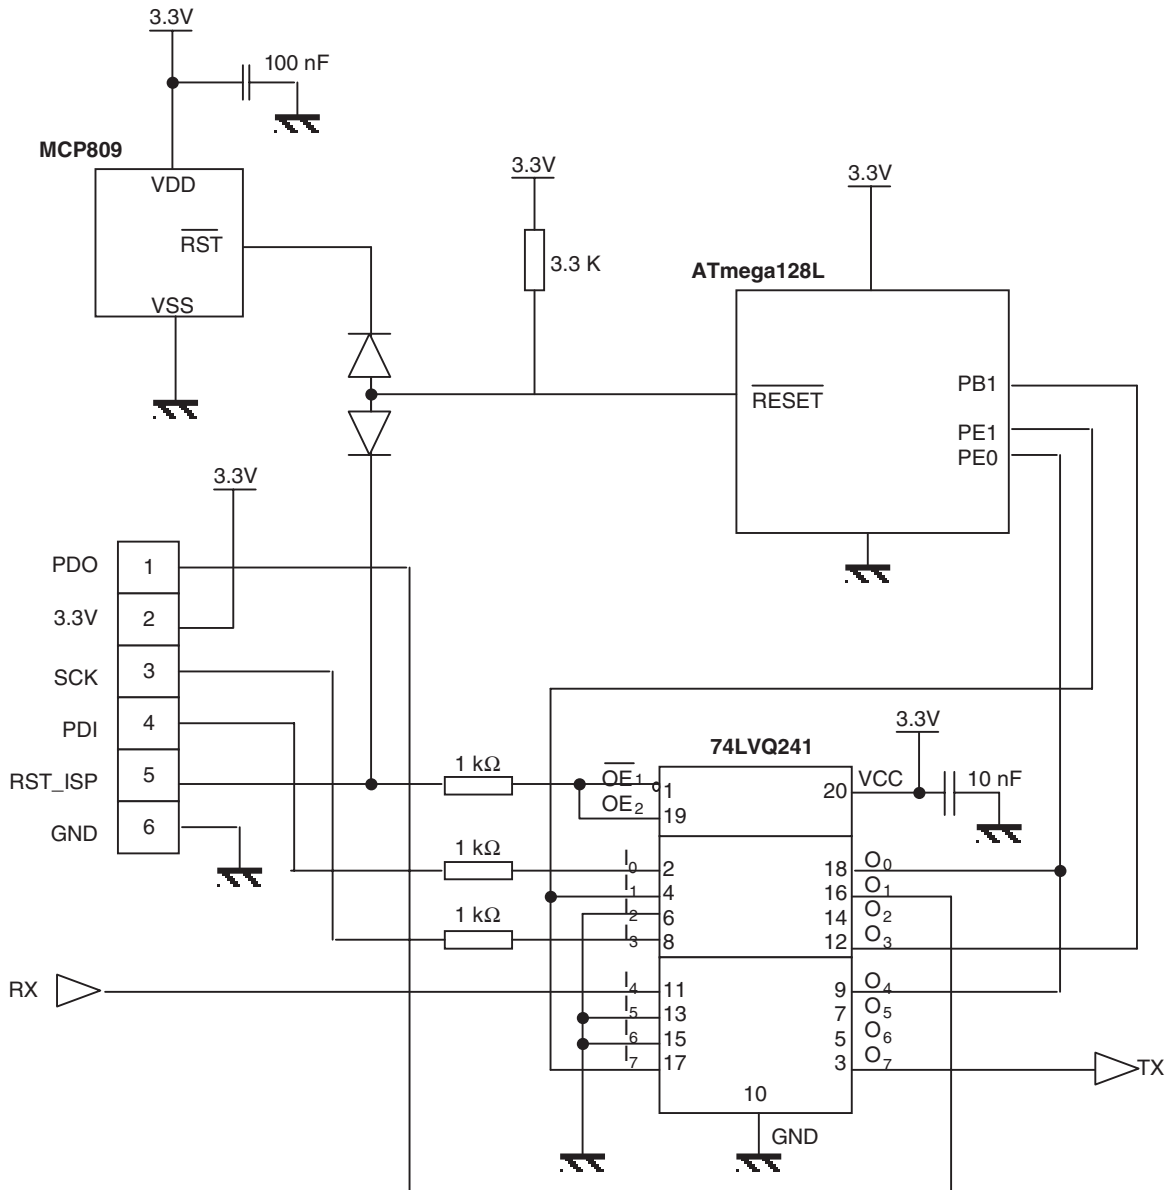 3.3V
100 nF
MCP809
VDD
RST
VSS
3.3V
3.3 K
3.3V
ATmega128L
RESET
PB1
PE1
PE0
3.3V
PDO 1
3.3V 2
SCK 3
PDI 4
RST_ISP 5
GND 6
74LVQ241
3.3V
1 kΩ
OE1 1
OE2 19
20 VCC
10 nF
1 kΩ
I0 2
18 O0
I1 4
16 O1
I2 6
14 O2
1 kΩ
I3 8
12 O3
RX
I4 11
9 O4
I5 13
7 O5
I6 15
5 O6
I7 17
3 O7
TX
10
GND